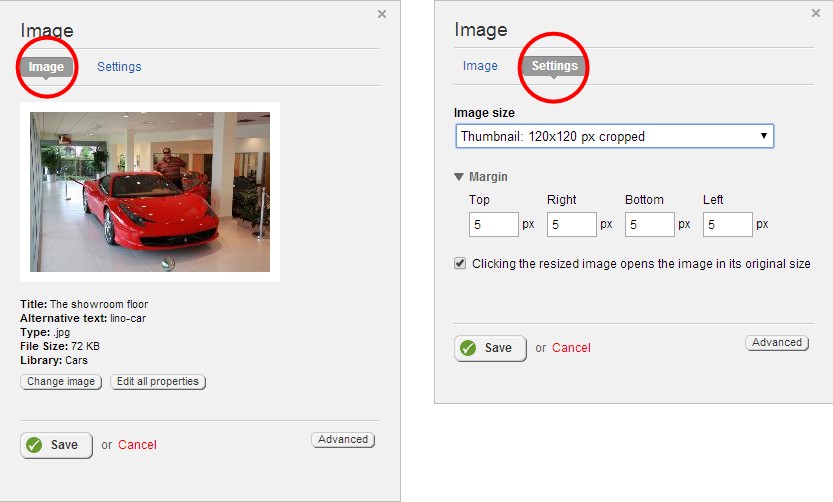 Image
Image Settings
Title: The showroom floor
Alternative text: lino-car
Type: .jpg
File Size: 72 KB
Library: Cars
Change image Edit all properties
Save or Cancel Advanced
Image
Image Settings
Image size
Thumbnail: 120x120 px cropped
Margin
Top Right Bottom Left
5 px 5 px 5 px 5 px
Clicking the resized image opens the image in its original size
Save or Cancel Advanced